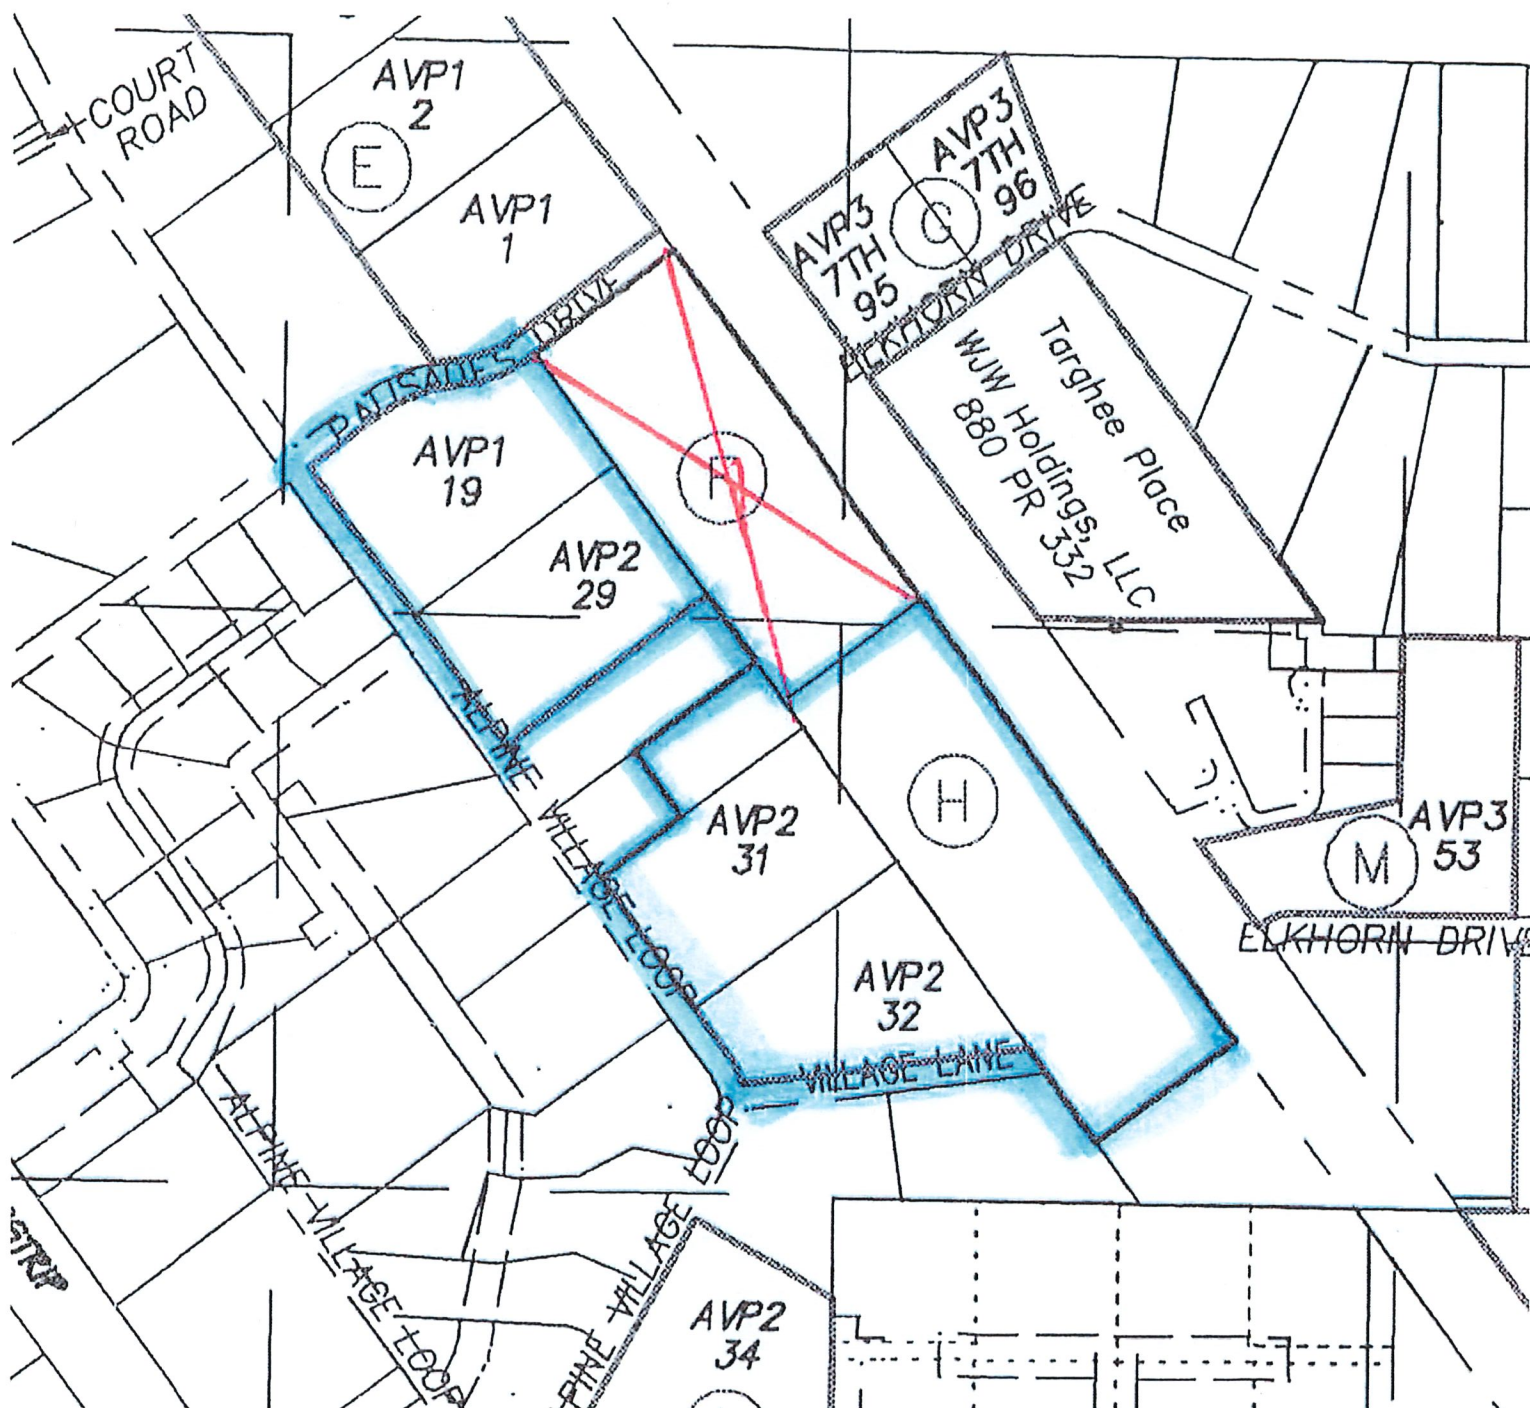 COURT
ROAD
AVP1
2
E
AVP1
1
AVP3
7TH
96
AVP3
7TH
95
G
ELKHORN DRIVE
PALISADES DRIVE
Targhee Place
WJW Holdings, LLC
880 PR 332
AVP1
19
F
AVP2
29
ALPINE VILLAGE LOOP
AVP2
31
H
AVP3
53
M
ELKHORN DRIVE
AVP2
32
VILLAGE LANE
ALPINE VILLAGE LOOP
PINE VILLAGE LOOP
STRIP
AVP2
34